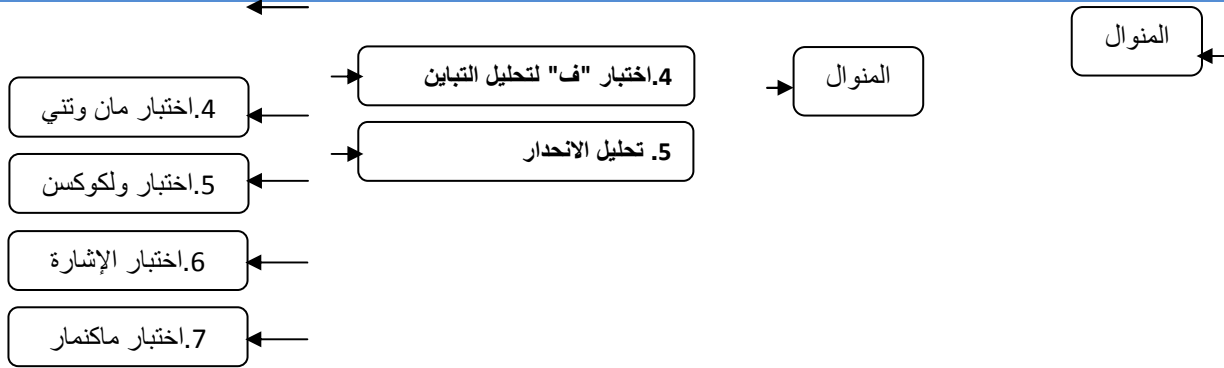 المنوال
المنوال
4.اختبار "ف" لتحليل التباين
5. تحليل الانحدار
4.اختبار مان وتني
5.اختبار ولكوكسن
6.اختبار الإشارة
7.اختبار ماكنمار